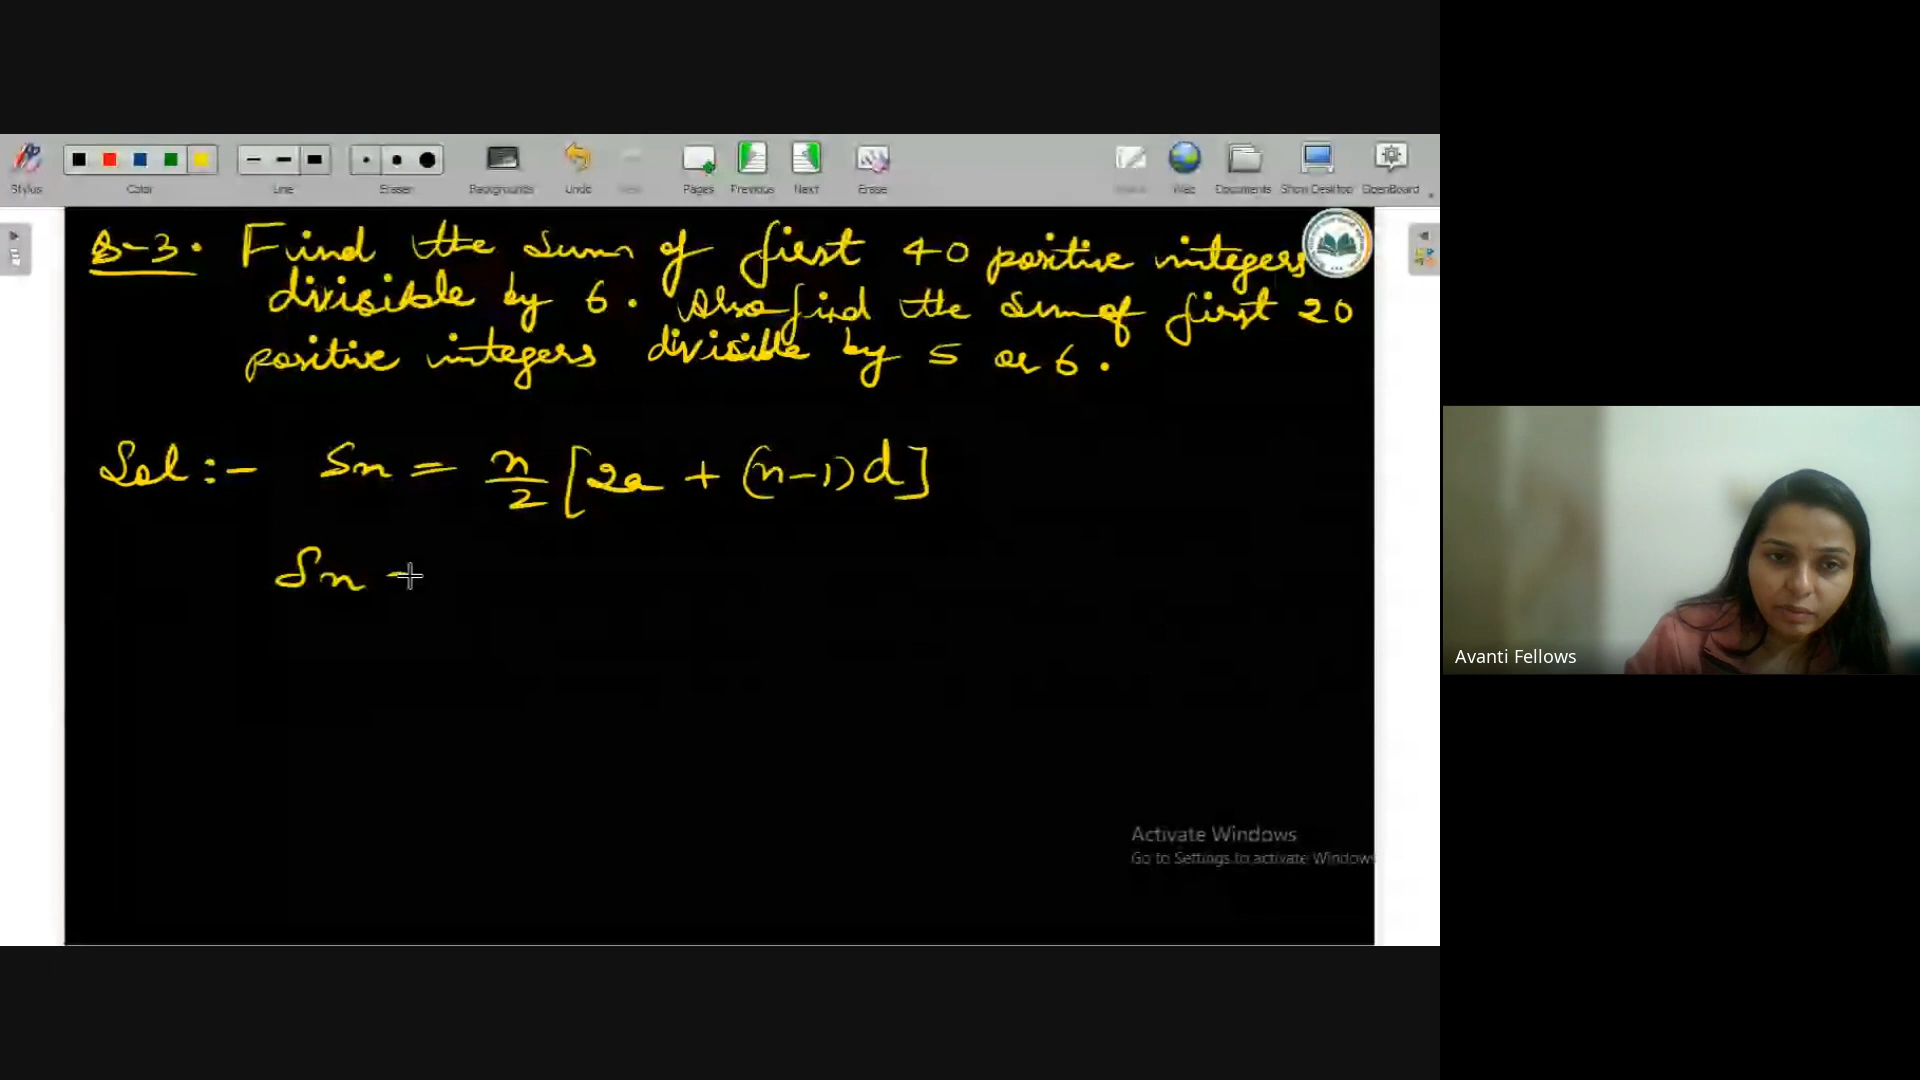 Stylus
Color
Line
Eraser
Backgrounds
Undo
Pages
Previous
Next
Erase
Web
Documents
Show Desktop
OpenBoard
Q-3. Find the sum of first 40 positive integers
divisible by 6. Also find the sum of first 20
positive integers divisible by 5 or 6.
Sol :- Sn = n/2 [2a + (n-1) d]
Sn -
Activate Windows
Go to Settings to activate Windows
Avanti Fellows